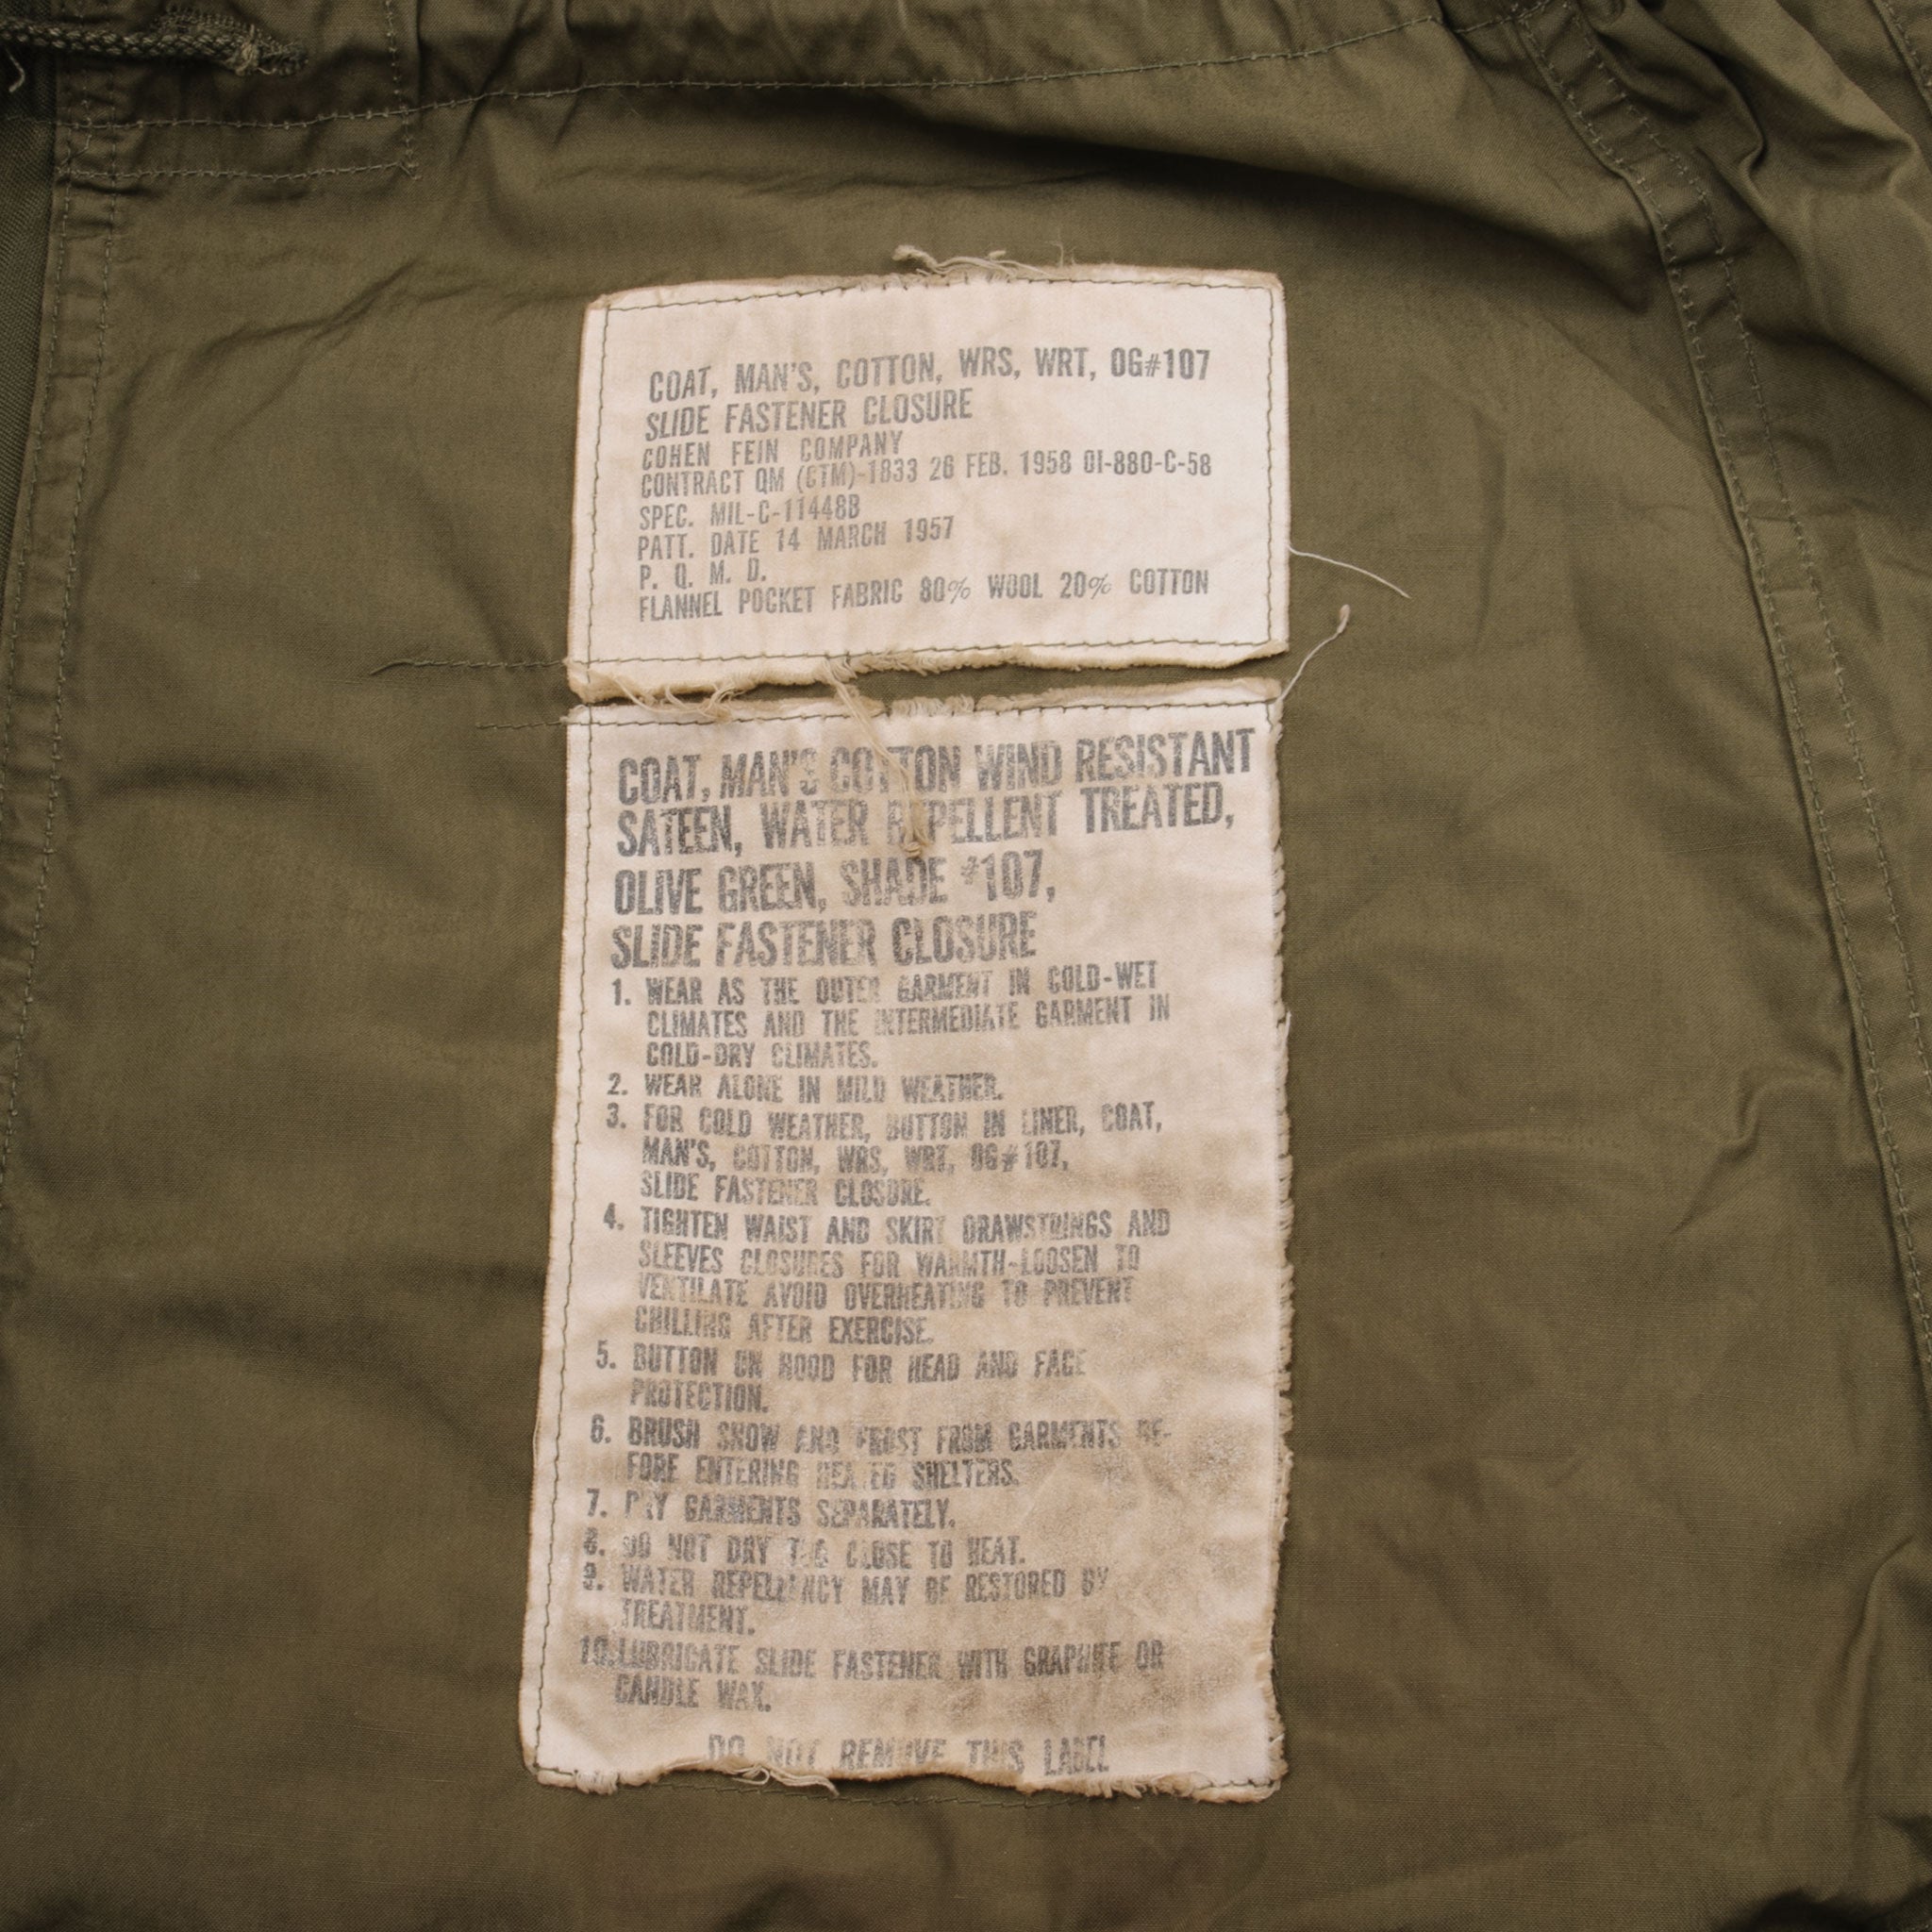 COAT, MAN'S, COTTON, WRS, WRT, OG#107
SLIDE FASTENER CLOSURE
COHEN FEIN COMPANY
CONTRACT QM (CTM)-1833 26 FEB. 1958 OI-880-C-58
SPEC. MIL-C-11448B
PATT. DATE 14 MARCH 1957
P. Q. M. D.
FLANNEL POCKET FABRIC 80% WOOL 20% COTTON
COAT, MAN'S COTTON WIND RESISTANT
SATEEN, WATER REPELLENT TREATED,
OLIVE GREEN, SHADE #107,
SLIDE FASTENER CLOSURE
1. WEAR AS THE OUTER GARMENT IN COLD-WET
CLIMATES AND THE INTERMEDIATE GARMENT IN
COLD-DRY CLIMATES.
2. WEAR ALONE IN MILD WEATHER.
3. FOR COLD WEATHER, BUTTON IN LINER, COAT,
MAN'S, COTTON, WRS, WRT, OG#107,
SLIDE FASTENER CLOSURE.
4. TIGHTEN WAIST AND SKIRT DRAWSTRINGS AND
SLEEVES CLOSURES FOR WARMTH-LOOSEN TO
VENTILATE AVOID OVERHEATING TO PREVENT
CHILLING AFTER EXERCISE.
5. BUTTON ON HOOD FOR HEAD AND FACE
PROTECTION.
6. BRUSH SNOW AND FROST FROM GARMENTS BE-
FORE ENTERING HEATED SHELTERS.
7. DRY GARMENTS SEPARATELY.
8. DO NOT DRY TOO CLOSE TO HEAT.
9. WATER REPELLENCY MAY BE RESTORED BY
TREATMENT.
10. LUBRICATE SLIDE FASTENER WITH GRAPHITE OR
CANDLE WAX.
DO NOT REMOVE THIS LABEL